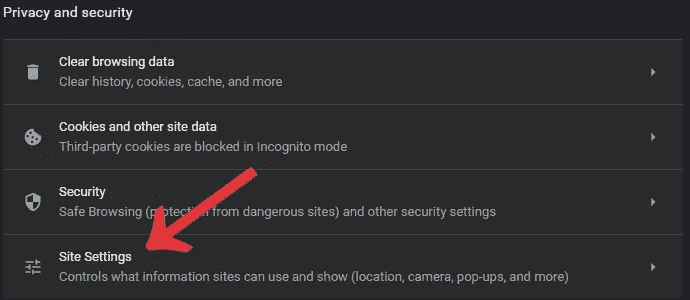 Privacy and security
Clear browsing data
Clear history, cookies, cache, and more
Cookies and other site data
Third-party cookies are blocked in Incognito mode
Security
Safe Browsing (protection from dangerous sites) and other security settings
Site Settings
Controls what information sites can use and show (location, camera, pop-ups, and more)